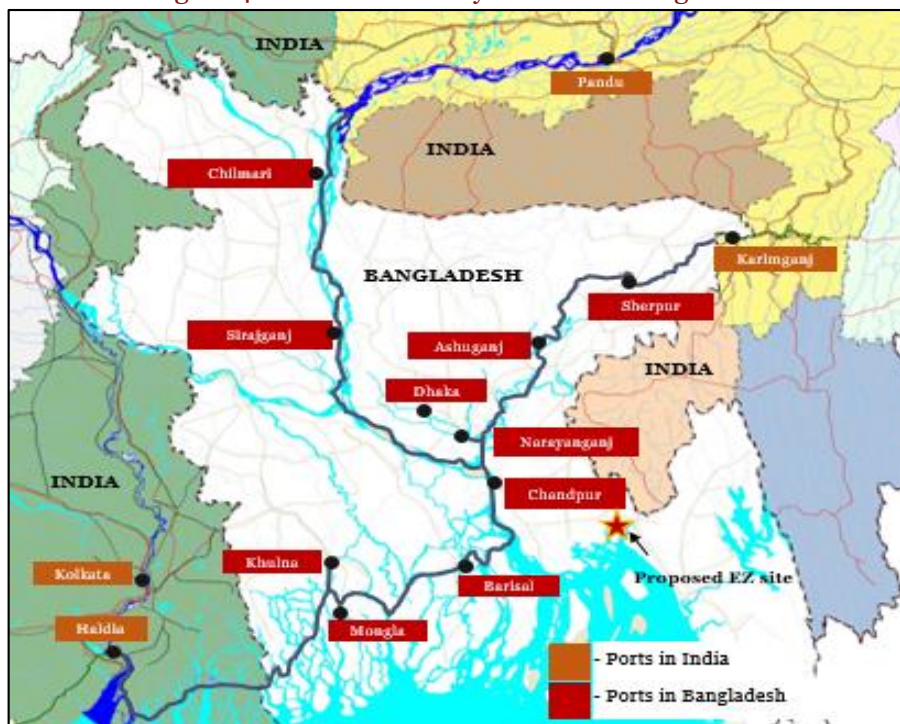 INDIA
Pandu
INDIA
Chilmari
Karimganj
BANGLADESH
Sherpur
Sirajganj
Ashuganj
INDIA
Dhaka
Narayanganj
INDIA
Chandpur
Khulna
Kolkata
Proposed EZ site
Barisal
Mongla
Haldia
- Ports in India
- Ports in Bangladesh